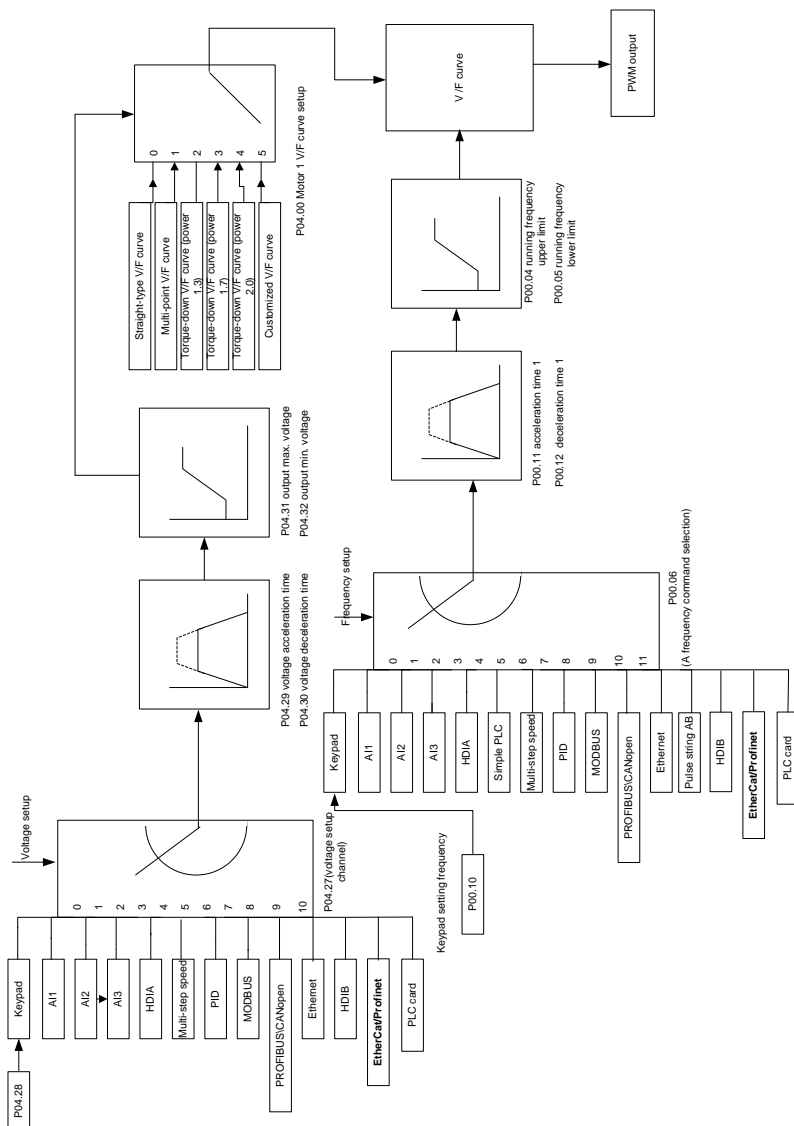 P04.28
Keypad
AI1
AI2
AI3
HDIA
Multi-step speed
PID
MODBUS
PROFIBUS\CANopen
Ethernet
HDIB
EtherCat/Profinet
PLC card
Voltage setup
0
1
2
3
4
5
6
7
8
9
10
P04.27(voltage setup
channel)
P04.29 voltage acceleration time
P04.30 voltage deceleration time
P04.31 output max. voltage
P04.32 output min. voltage
Straight-type V/F curve
Multi-point V/F curve
Torque-down V/F curve (power
1.3)
Torque-down V/F curve (power
1.7)
Torque-down V/F curve (power
2.0)
Customized V/F curve
0
1
2
3
4
5
P04.00 Motor 1 V/F curve setup
Keypad setting frequency
P00.10
Keypad
AI1
AI2
AI3
HDIA
Simple PLC
Multi-step speed
PID
MODBUS
PROFIBUS\CANopen
Ethernet
Pulse string AB
HDIB
EtherCat/Profinet
PLC card
Frequency setup
0
1
2
3
4
5
6
7
8
9
10
11
P00.06
(A frequency command selection)
P00.11 acceleration time 1
P00.12 deceleration time 1
P00.04 running frequency
upper limit
P00.05 running frequency
lower limit
V /F curve
PWM output